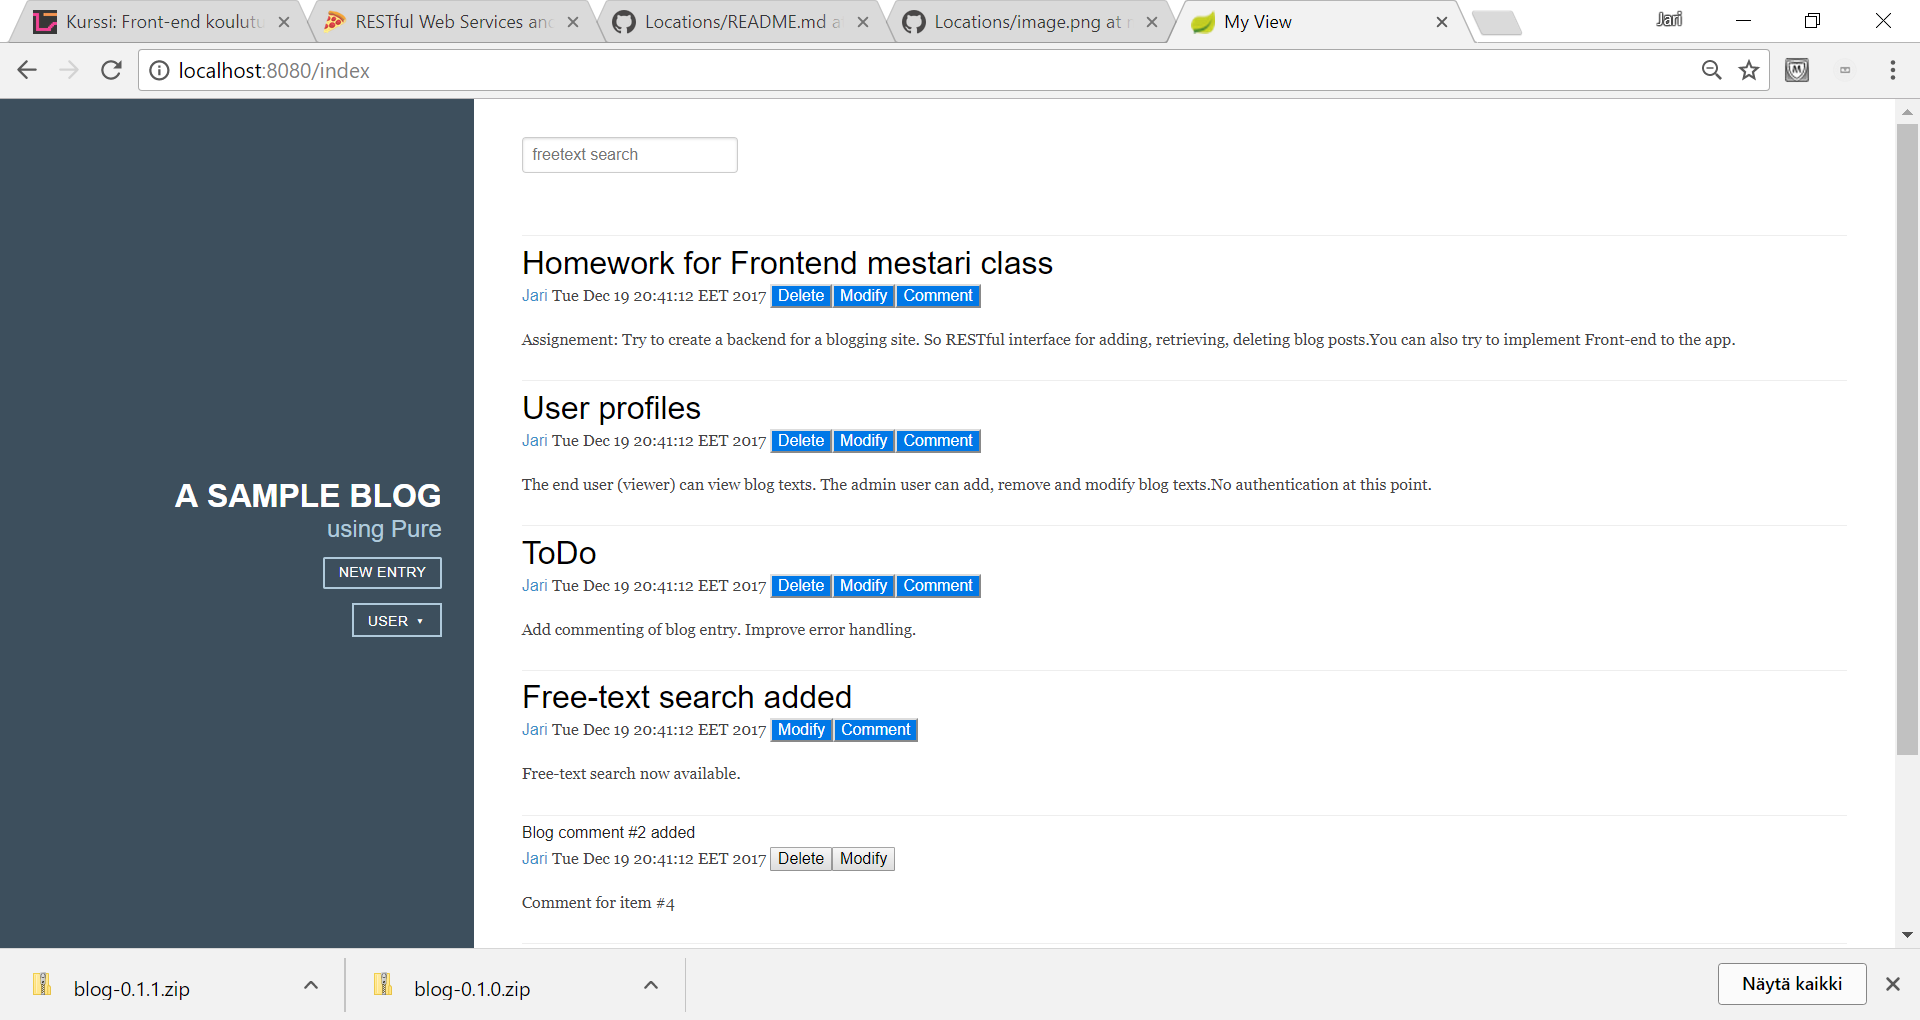 Kurssi: Front-end koulutu
RESTful Web Services and
Locations/README.md a
Locations/image.png at
My View
Jari
localhost:8080/index
freetext search
Homework for Frontend mestari class
Jari Tue Dec 19 20:41:12 EET 2017 Delete Modify Comment
Assignement: Try to create a backend for a blogging site. So RESTful interface for adding, retrieving, deleting blog posts.You can also try to implement Front-end to the app.
User profiles
Jari Tue Dec 19 20:41:12 EET 2017 Delete Modify Comment
The end user (viewer) can view blog texts. The admin user can add, remove and modify blog texts.No authentication at this point.
A SAMPLE BLOG
using Pure
NEW ENTRY
USER ▾
ToDo
Jari Tue Dec 19 20:41:12 EET 2017 Delete Modify Comment
Add commenting of blog entry. Improve error handling.
Free-text search added
Jari Tue Dec 19 20:41:12 EET 2017 Modify Comment
Free-text search now available.
Blog comment #2 added
Jari Tue Dec 19 20:41:12 EET 2017 Delete Modify
Comment for item #4
blog-0.1.1.zip
blog-0.1.0.zip
Näytä kaikki